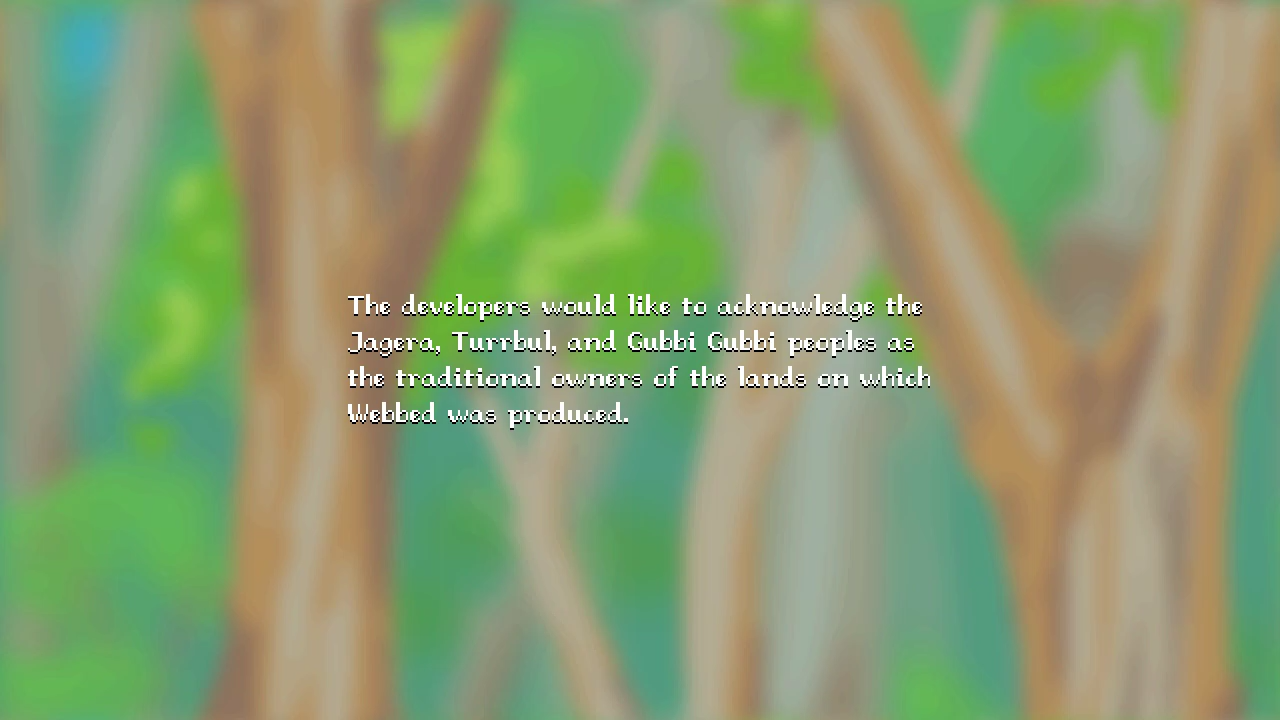 The developers would like to acknowledge the
Jagera, Turrbul, and Gubbi Gubbi peoples as
the traditional owners of the lands on which
Webbed was produced.